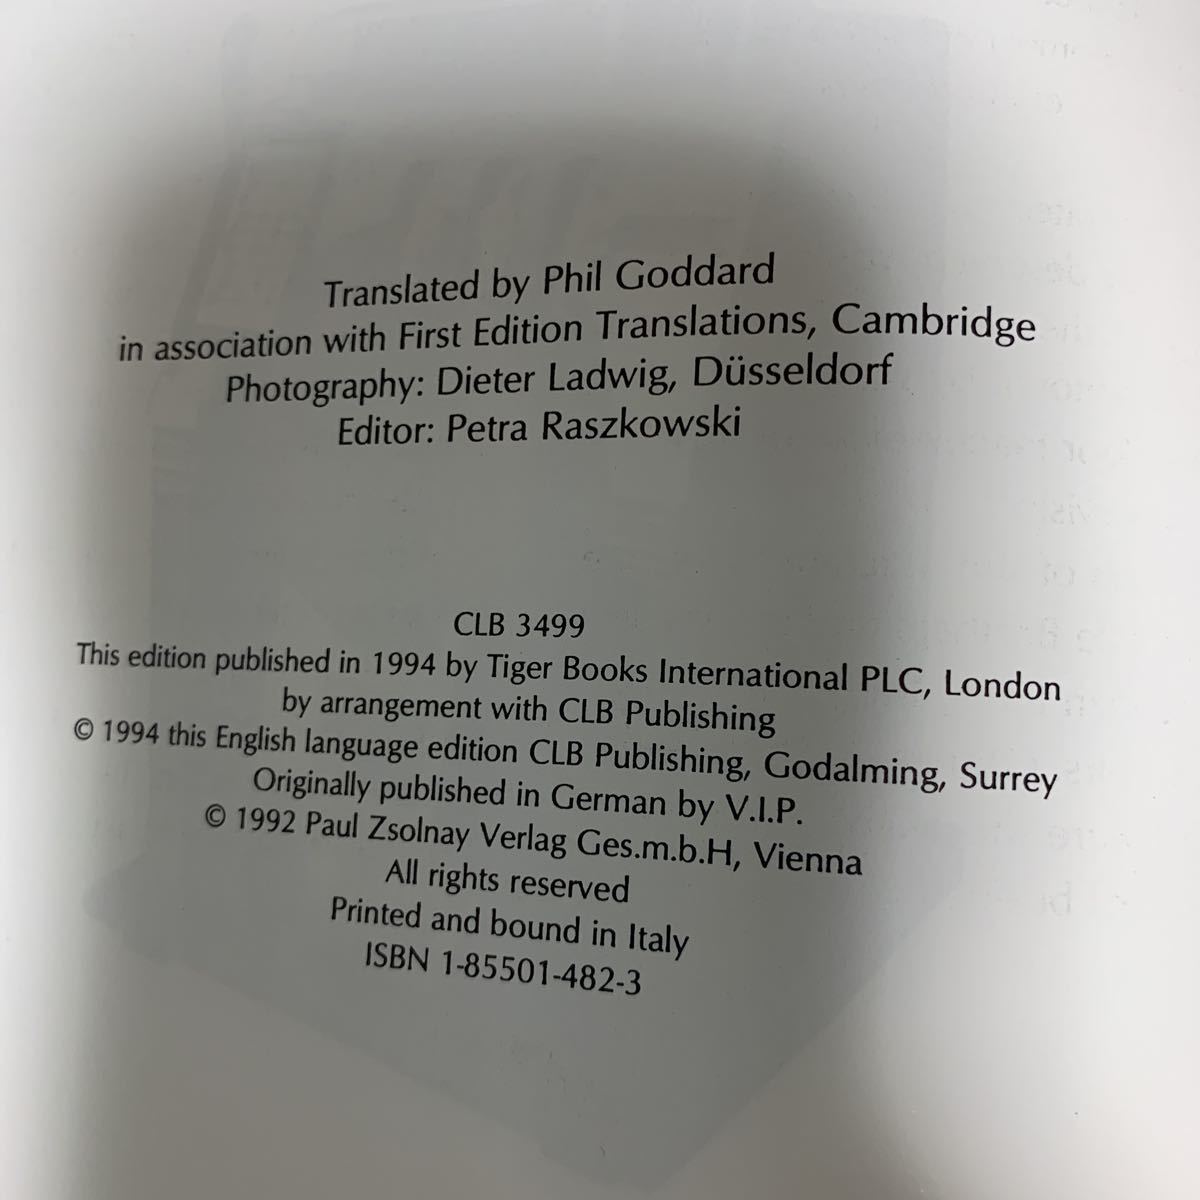 Translated by Phil Goddard
in association with First Edition Translations, Cambridge
Photography: Dieter Ladwig, Düsseldorf
Editor: Petra Raszkowski
CLB 3499
This edition published in 1994 by Tiger Books International PLC, London
by arrangement with CLB Publishing
© 1994 this English language edition CLB Publishing, Godalming, Surrey
Originally published in German by V.I.P.
© 1992 Paul Zsolnay Verlag Ges.m.b.H, Vienna
All rights reserved
Printed and bound in Italy
ISBN 1-85501-482-3